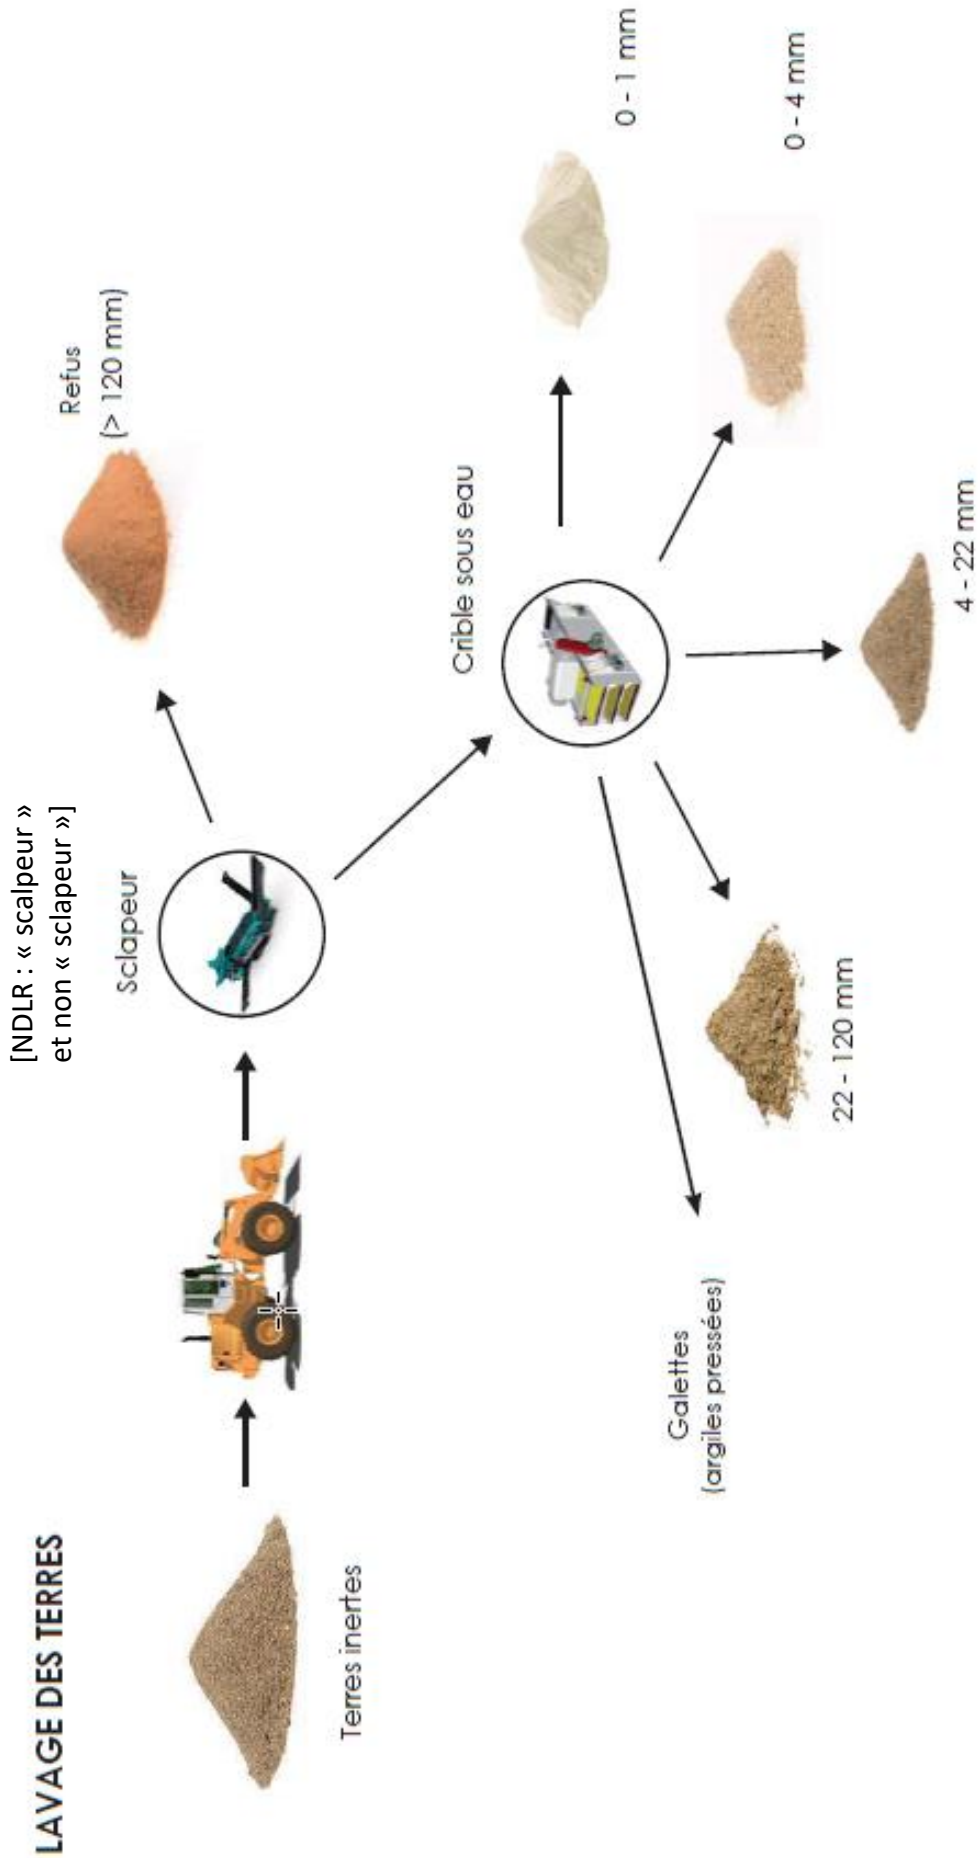 LAVAGE DES TERRES
[NDLR : « scalpeur »
et non « sclapeur »]
Sclapeur
Refus
(> 120 mm)
Terres inertes
Crible sous eau
0 - 1 mm
0 - 4 mm
4 - 22 mm
22 - 120 mm
Galettes
(argiles pressées)